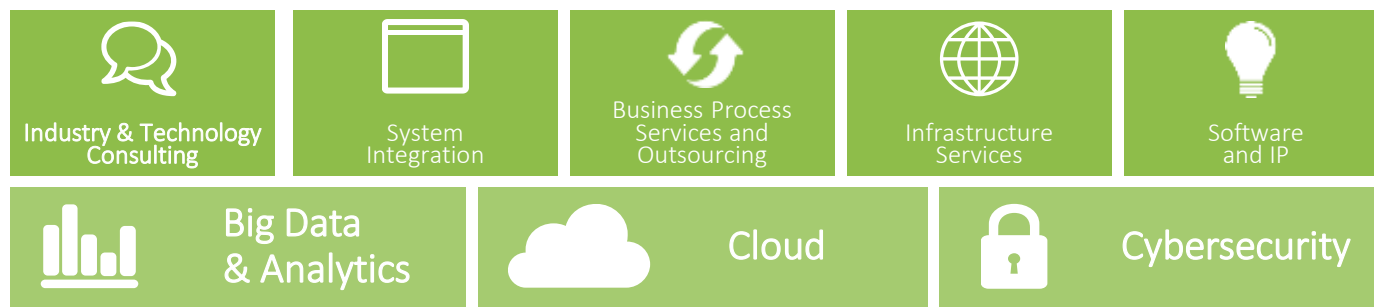 Industry & Technology
Consulting
System
Integration
Business Process
Services and
Outsourcing
Infrastructure
Services
Software
and IP
Big Data
& Analytics
Cloud
Cybersecurity